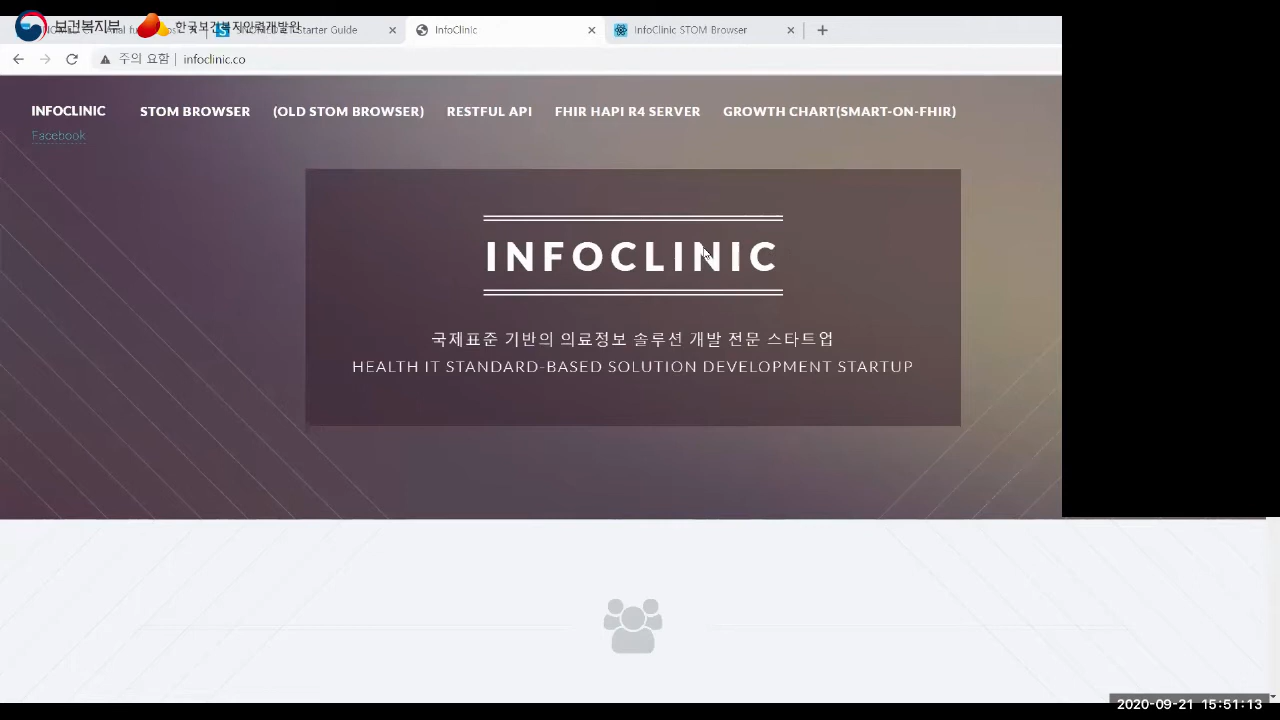 보건복지부
한국보건복지인력개발원
Starter Guide
InfoClinic
InfoClinic STOM Browser
주의 요함
infoclinic.co
INFOCLINIC
STOM BROWSER
(OLD STOM BROWSER)
RESTFUL API
FHIR HAPI R4 SERVER
GROWTH CHART(SMART-ON-FHIR)
Facebook
INFOCLINIC
국제표준 기반의 의료정보 솔루션 개발 전문 스타트업
HEALTH IT STANDARD-BASED SOLUTION DEVELOPMENT STARTUP
2020-09-21 15:51:13